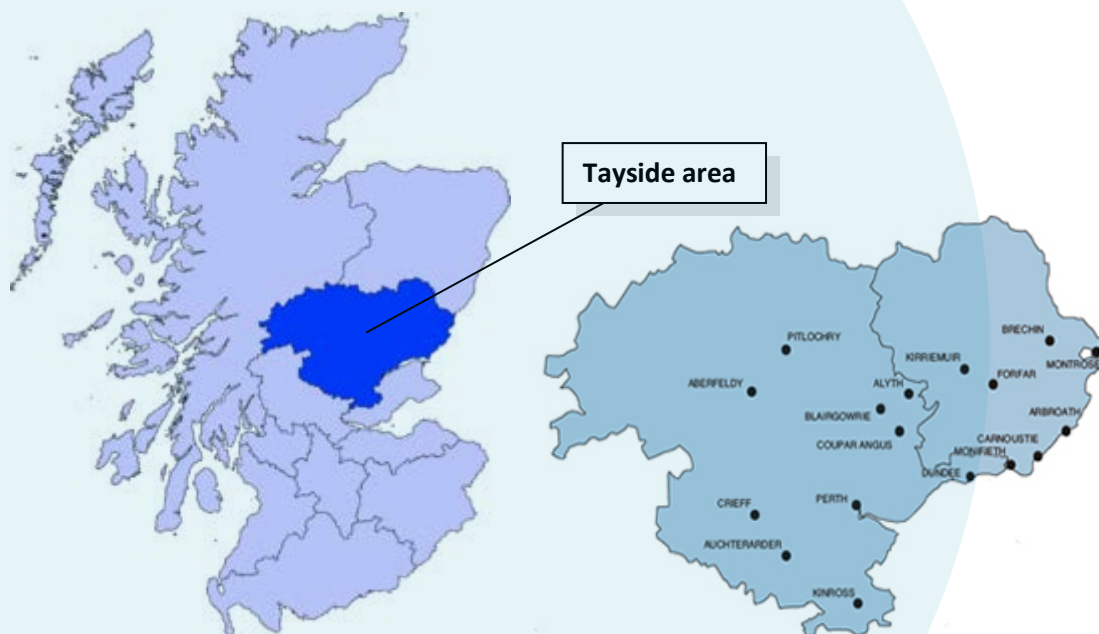 Tayside area
BRECHIN
PITLOCHRY
KIRRIEMUIR
MONTROSE
FORFAR
ABERFELDY
ALYTH
BLAIRGOWRIE
ARBROATH
COUPAR ANGUS
CARNOUSTIE
MONIFIETH
DUNDEE
CRIEFF
PERTH
AUCHTERARDER
KINROSS